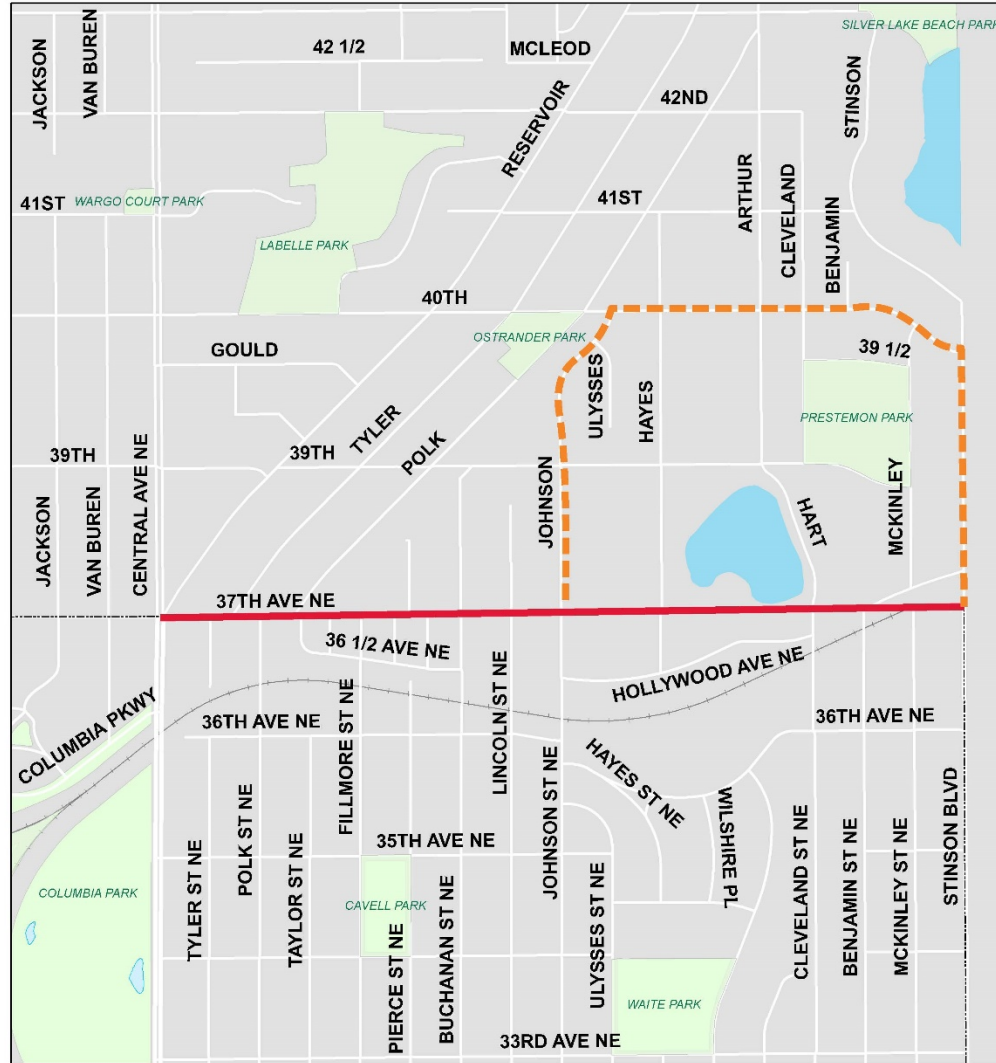 SILVER LAKE BEACH PARK
42 1/2
MCLEOD
JACKSON
VAN BUREN
RESERVOIR
42ND
STINSON
41ST
WARGO COURT PARK
41ST
ARTHUR
CLEVELAND
BENJAMIN
LABELLE PARK
40TH
OSTRANDER PARK
GOULD
39 1/2
ULYSSES
HAYES
PRESTEMON PARK
TYLER
POLK
39TH
39TH
JOHNSON
MCKINLEY
HART
JACKSON
VAN BUREN
CENTRAL AVE NE
37TH AVE NE
36 1/2 AVE NE
HOLLYWOOD AVE NE
COLUMBIA PKWY
36TH AVE NE
36TH AVE NE
FILLMORE ST NE
LINCOLN ST NE
HAYES ST NE
WILSHIRE PL
35TH AVE NE
JOHNSON ST NE
STINSON BLVD
POLK ST NE
TYLER ST NE
TAYLOR ST NE
COLUMBIA PARK
CAVELL PARK
PIERCE ST NE
BUCHANAN ST NE
ULYSSES ST NE
CLEVELAND ST NE
BENJAMIN ST NE
MCKINLEY ST NE
WAITE PARK
33RD AVE NE